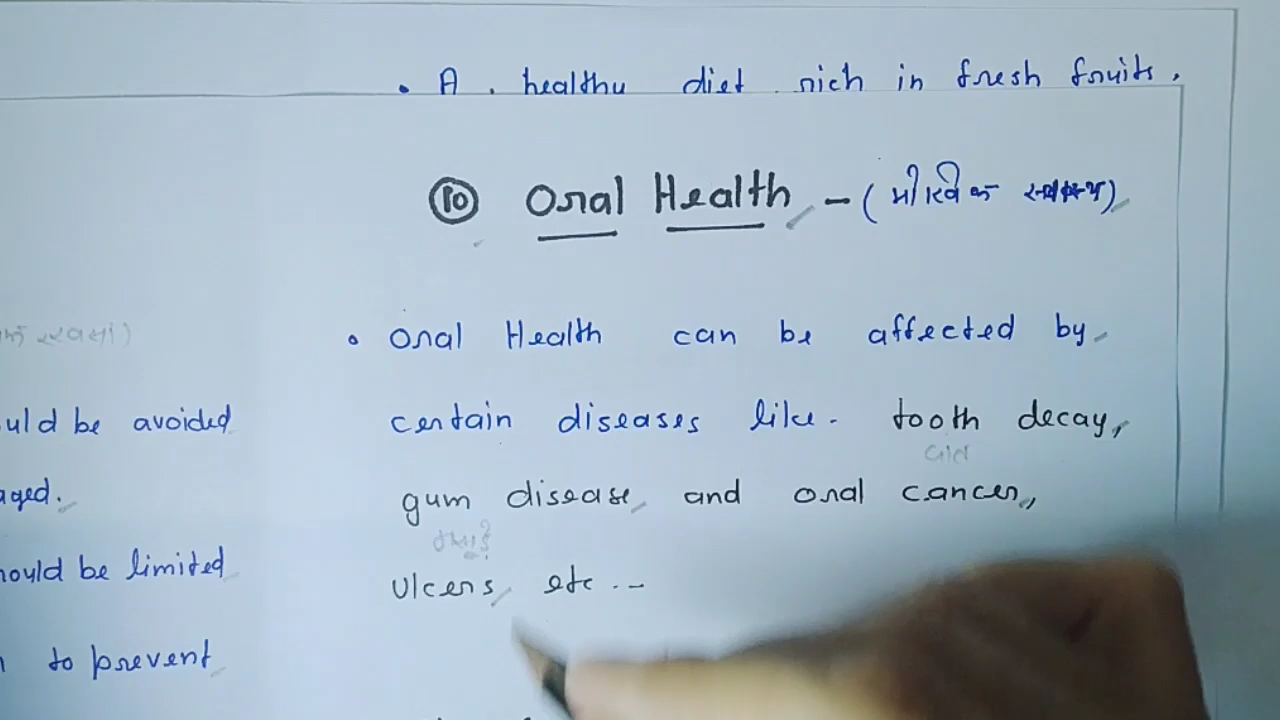 • A . healthy diet rich in fresh fruits.
⑩ Oral Health - (मौखिक स्वास्थ्य)
• Oral Health can be affected by
certain diseases like - tooth decay,
gum disease, and oral cancer,
Ulcers, etc ..-
uld be avoided
aged.
hould be limited
to prevent